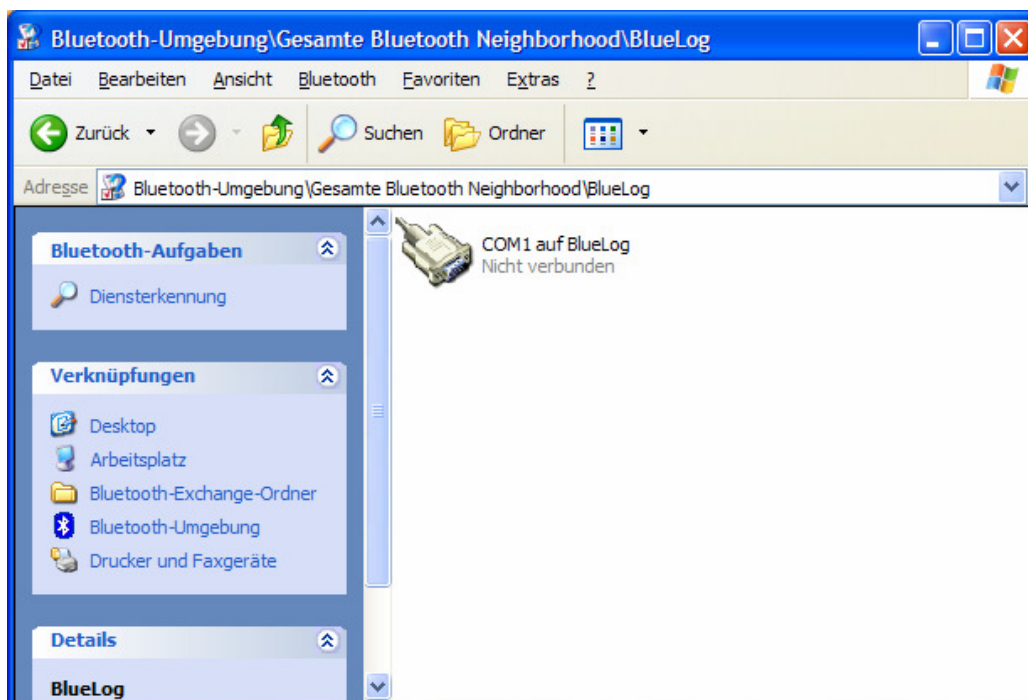 Bluetooth-Umgebung\Gesamte Bluetooth Neighborhood\BlueLog
Datei Bearbeiten Ansicht Bluetooth Favoriten Extras ?
Zurück Suchen Ordner
Adresse Bluetooth-Umgebung\Gesamte Bluetooth Neighborhood\BlueLog
Bluetooth-Aufgaben
Diensterkennung
Verknüpfungen
Desktop
Arbeitsplatz
Bluetooth-Exchange-Ordner
Bluetooth-Umgebung
Drucker und Faxgeräte
Details
BlueLog
COM1 auf BlueLog
Nicht verbunden